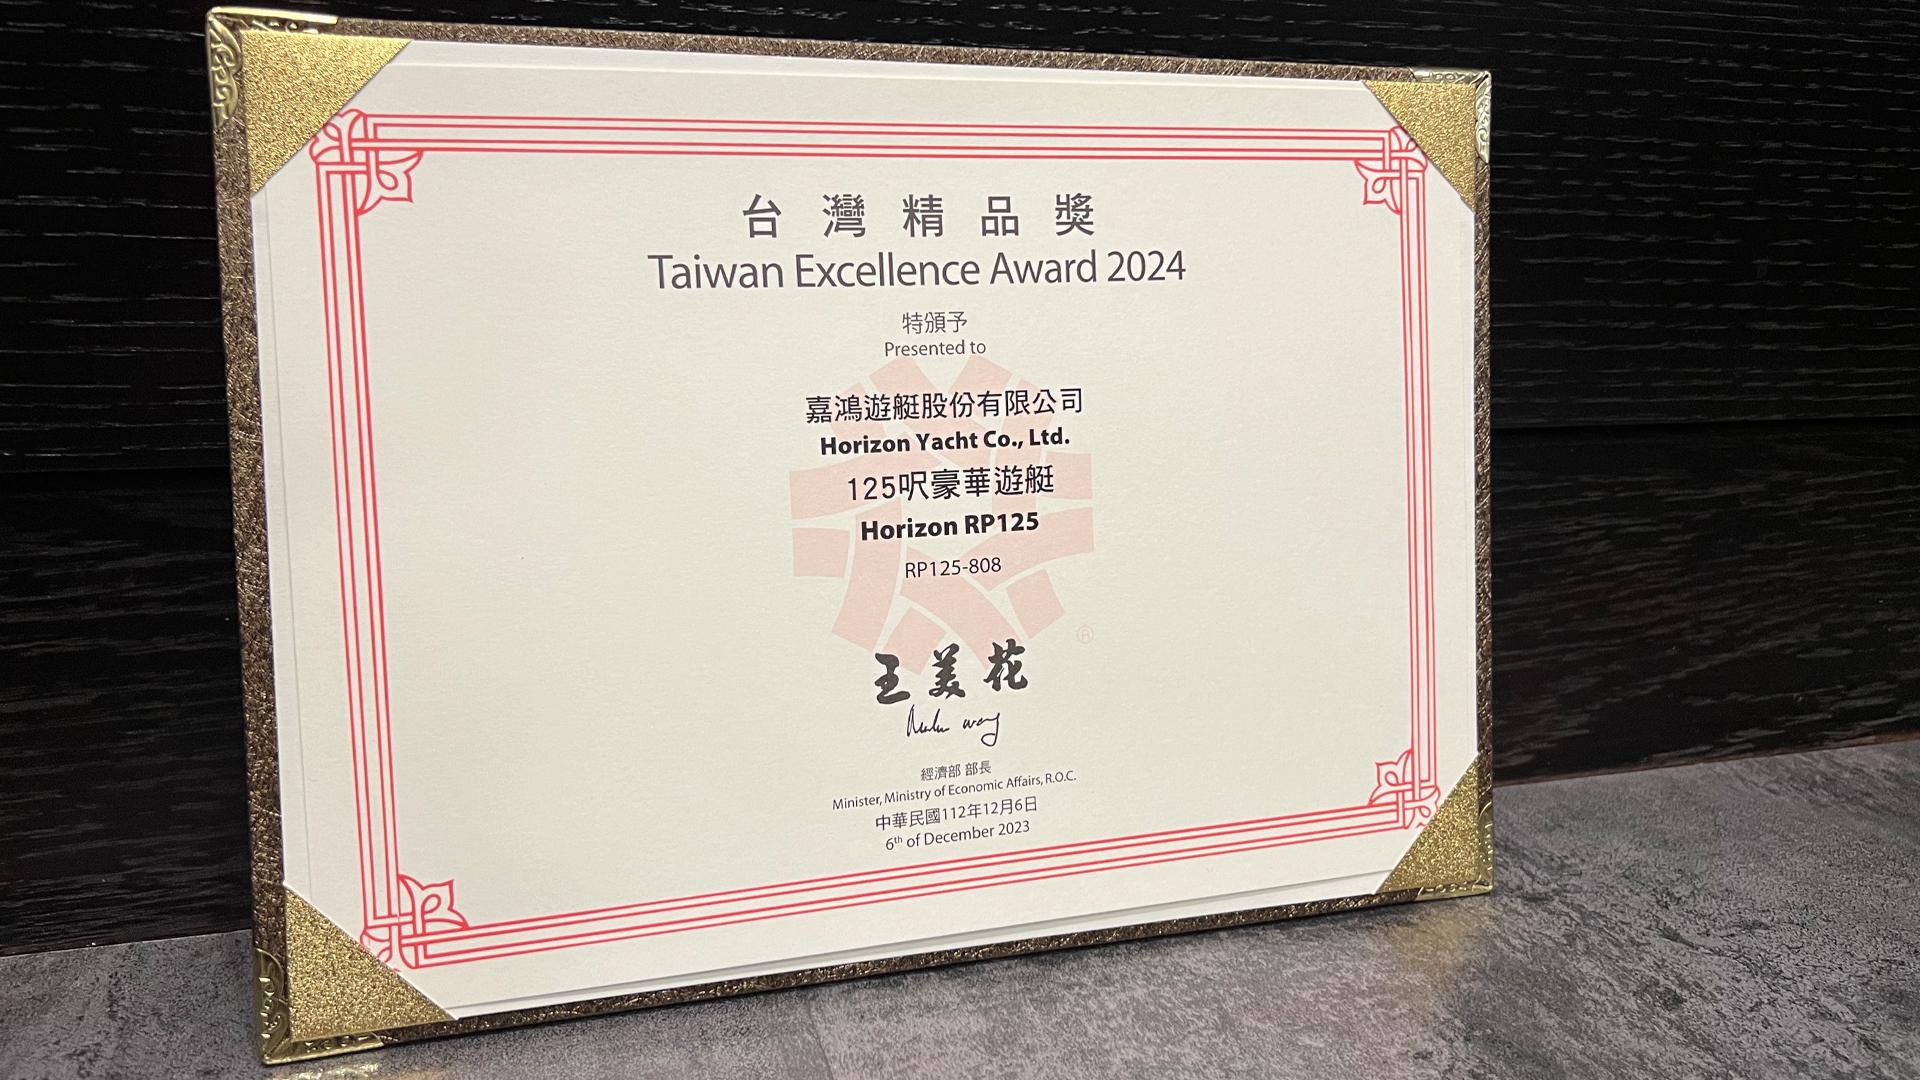 台灣精品獎
Taiwan Excellence Award 2024
特頒予
Presented to
嘉鴻遊艇股份有限公司
Horizon Yacht Co., Ltd.
125呎豪華遊艇
Horizon RP125
RP125-808
®
王美花
經濟部 部長
Minister, Ministry of Economic Affairs, R.O.C.
中華民國112年12月6日
6th of December 2023